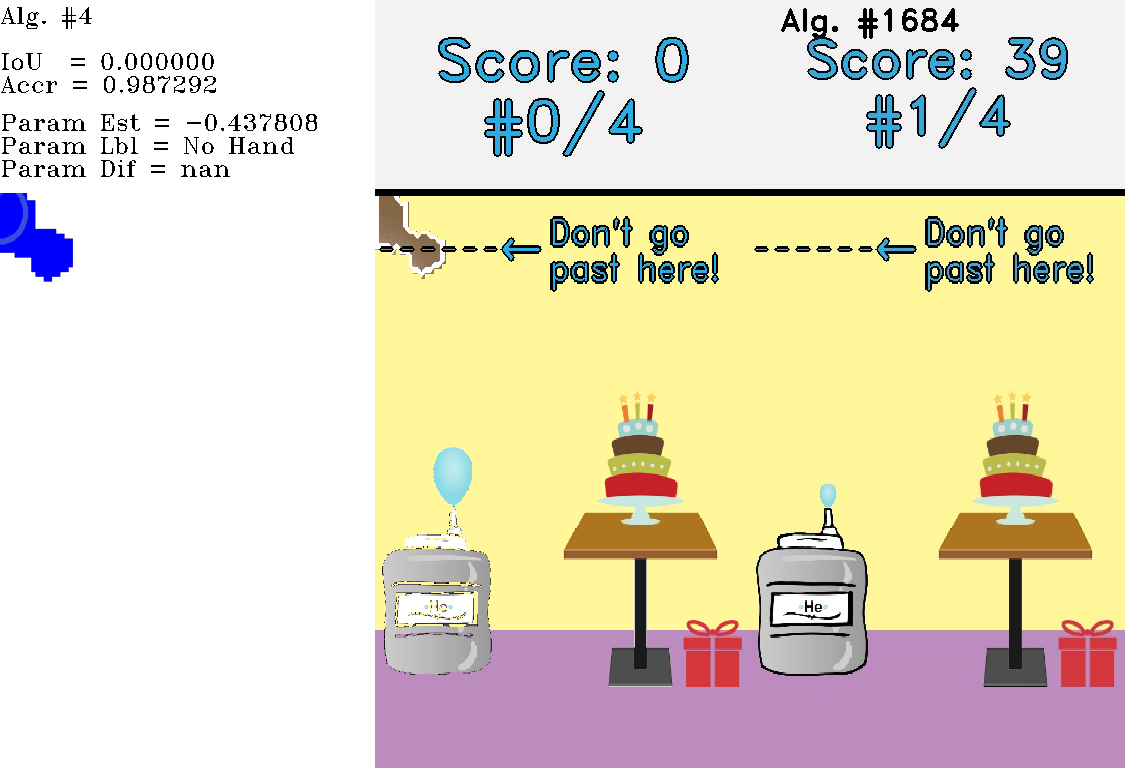 Alg. #4
IoU = 0.000000
Accr = 0.987292
Param Est = -0.437808
Param Lbl = No Hand
Param Dif = nan
Score: 0
#0/4
Don't go
past here!
He
Alg. #1684
Score: 39
#1/4
Don't go
past here!
He